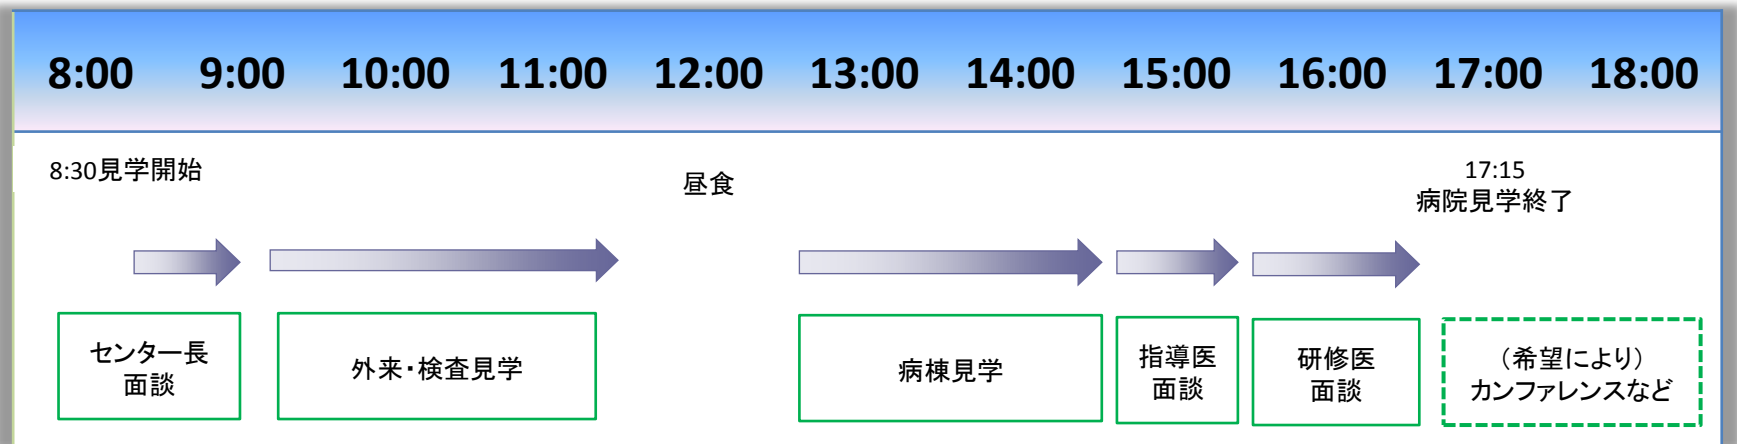 8:00 9:00 10:00 11:00 12:00 13:00 14:00 15:00 16:00 17:00 18:00
8:30見学開始
昼食
17:15
病院見学終了
センター長
面談
外来・検査見学
病棟見学
指導医
面談
研修医
面談
（希望により）
カンファレンスなど